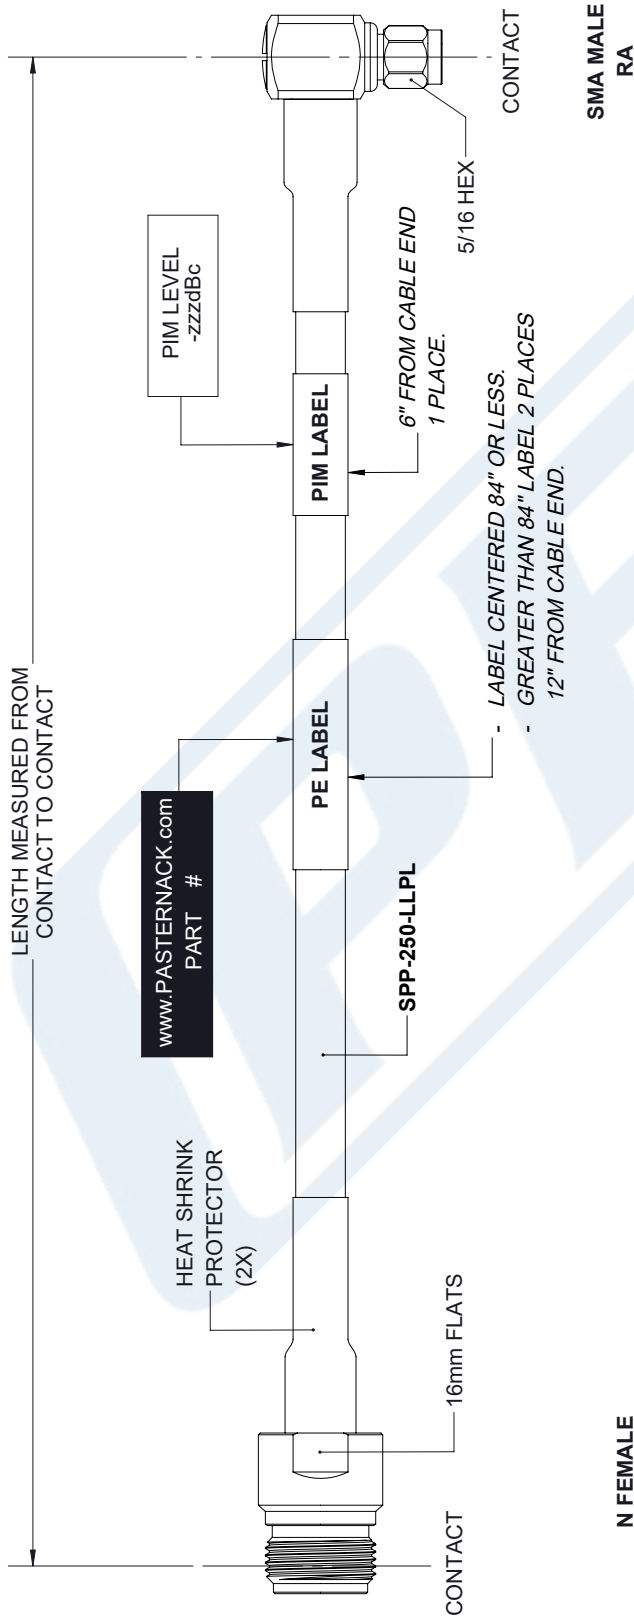 LENGTH MEASURED FROM
CONTACT TO CONTACT
www.PASTERNACK.com
PART #
PIM LEVEL
-zzzdBc
HEAT SHRINK
PROTECTOR
(2X)
PE LABEL
PIM LABEL
SPP-250-LLPL
6" FROM CABLE END
1 PLACE.
16mm FLATS
5/16 HEX
- LABEL CENTERED 84" OR LESS.
- GREATER THAN 84" LABEL 2 PLACES
12" FROM CABLE END.
CONTACT
CONTACT
N FEMALE
SMA MALE
RA